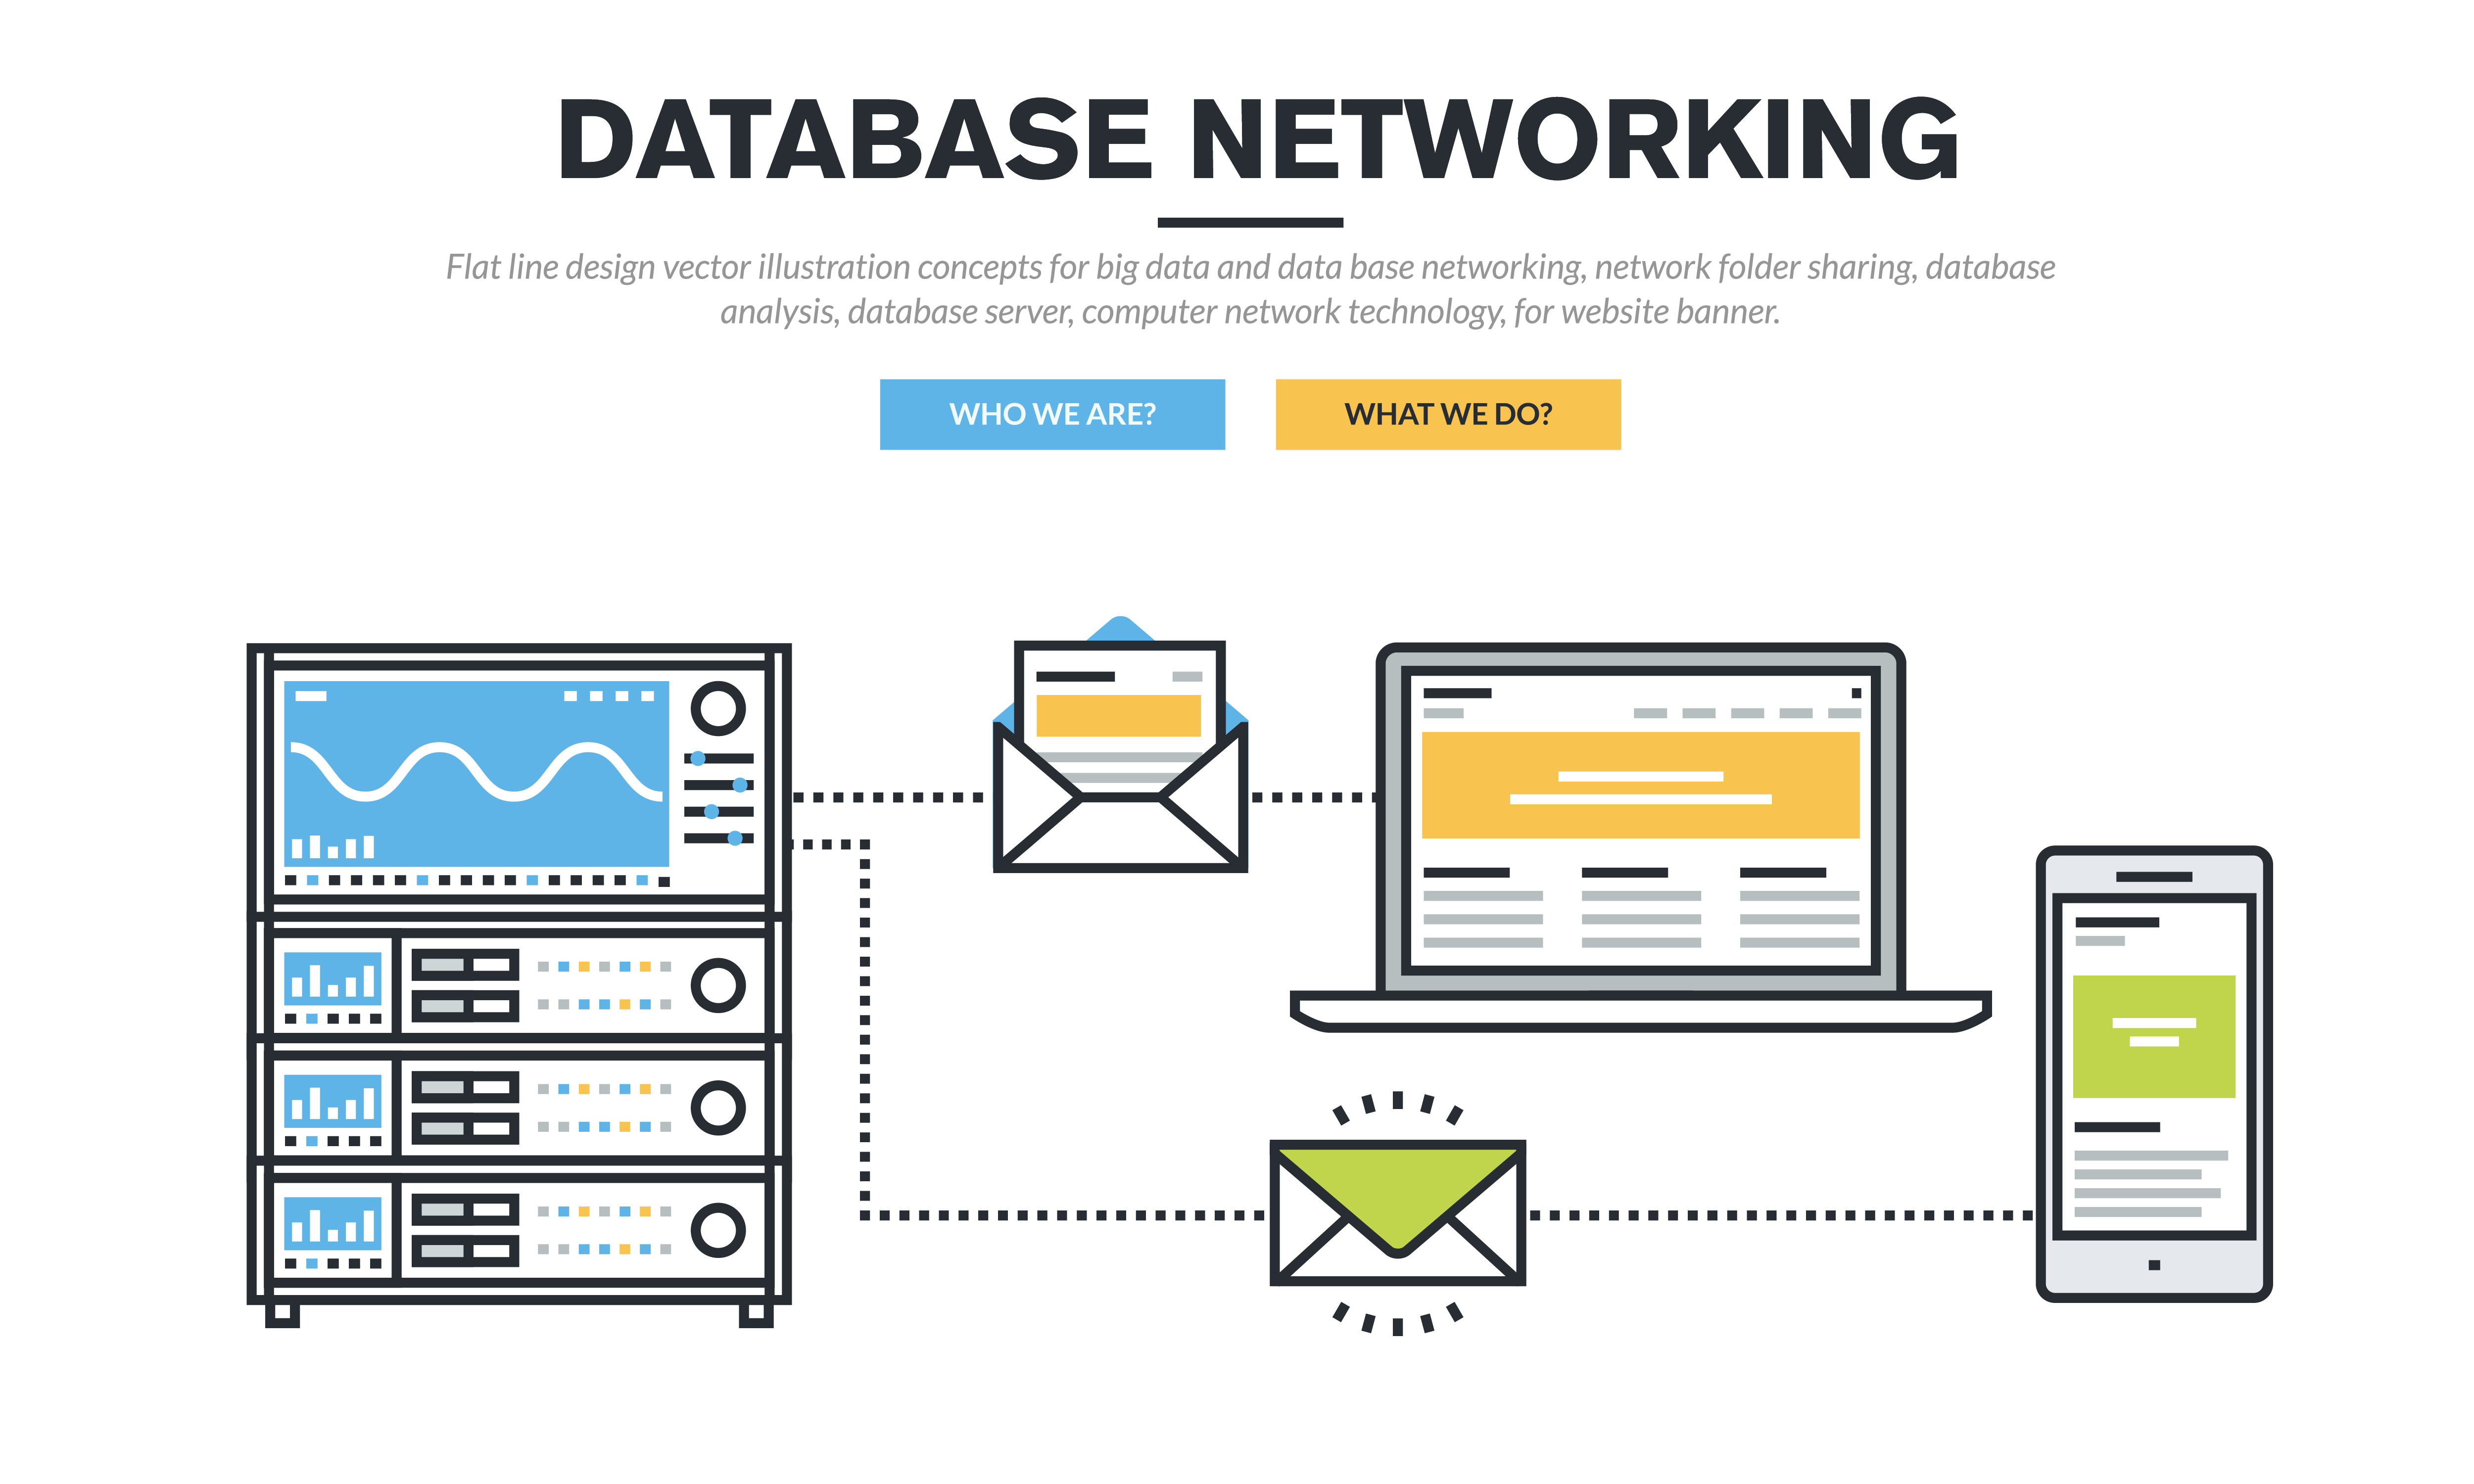 DATABASE NETWORKING
Flat line design vector illustration concepts for big data and data base networking, network folder sharing, database
analysis, database server, computer network technology, for website banner.
WHO WE ARE?
WHAT WE DO?